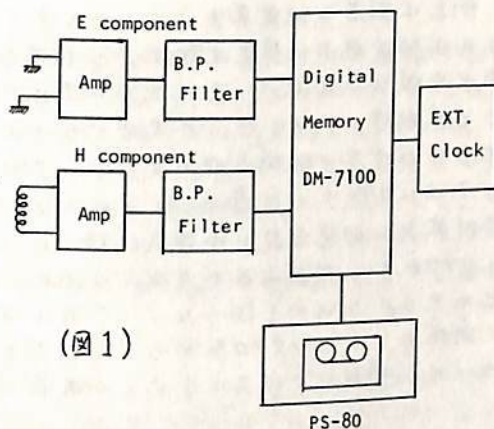 E component
Amp
B.P.
Filter
H component
Amp
B.P.
Filter
Digital
Memory
DM-7100
EXT.
Clock
PS-80
(図1)